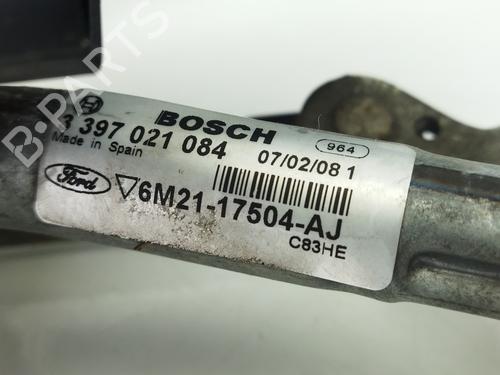 B-PARTS
BOSCH
3 397 021 084
964
Made in Spain
07/02/08 1
Ford
6M21-17504-AJ
C83HE